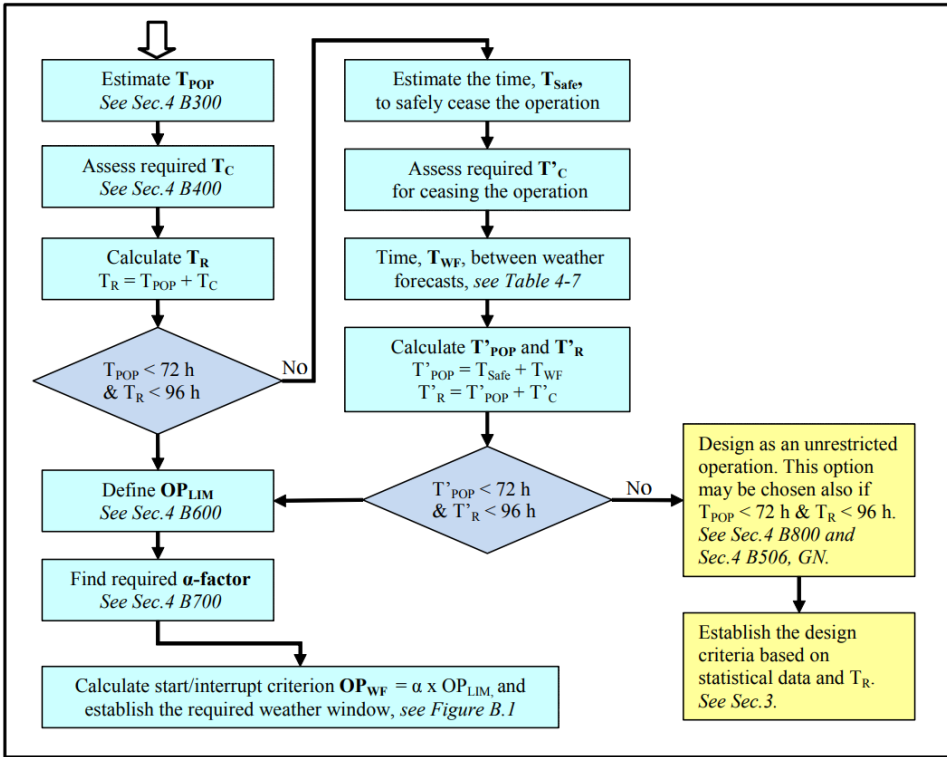 Estimate T_POP
See Sec.4 B300
Assess required T_C
See Sec.4 B400
Calculate T_R
T_R = T_POP + T_C
T_POP < 72 h
& T_R < 96 h
No
Define OP_LIM
See Sec.4 B600
Find required α-factor
See Sec.4 B700
Calculate start/interrupt criterion OP_WF = α x OP_LIM, and
establish the required weather window, see Figure B.1
Estimate the time, T_Safe,
to safely cease the operation
Assess required T’_C
for ceasing the operation
Time, T_WF, between weather
forecasts, see Table 4-7
Calculate T’_POP and T’_R
T’_POP = T_Safe + T_WF
T’_R = T’_POP + T’_C
T’_POP < 72 h
& T’_R < 96 h
No
Design as an unrestricted
operation. This option
may be chosen also if
T_POP < 72 h & T_R < 96 h.
See Sec.4 B800 and
Sec.4 B506, GN.
Establish the design
criteria based on
statistical data and T_R.
See Sec.3.